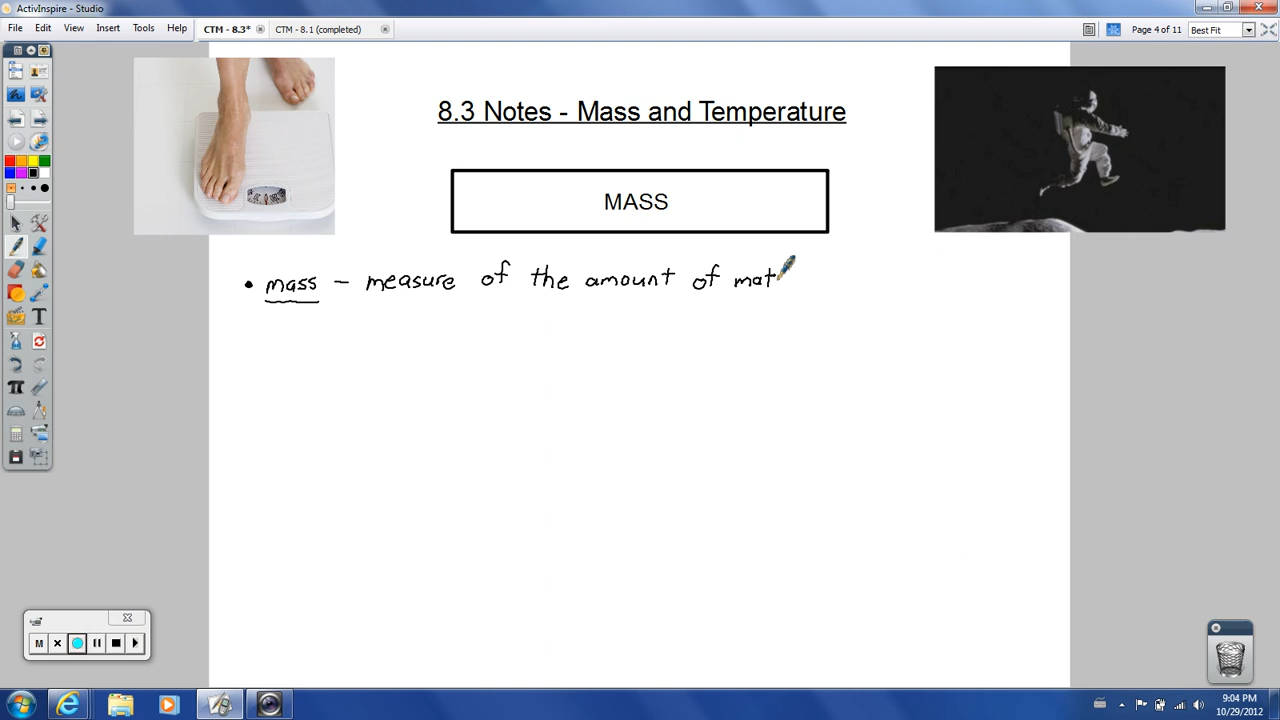 ActivInspire - Studio
File Edit View Insert Tools Help
CTM - 8.3*
CTM - 8.1 (completed)
Page 4 of 11
Best Fit
8.3 Notes - Mass and Temperature
MASS
• mass - measure of the amount of mat
M
9:04 PM
10/29/2012